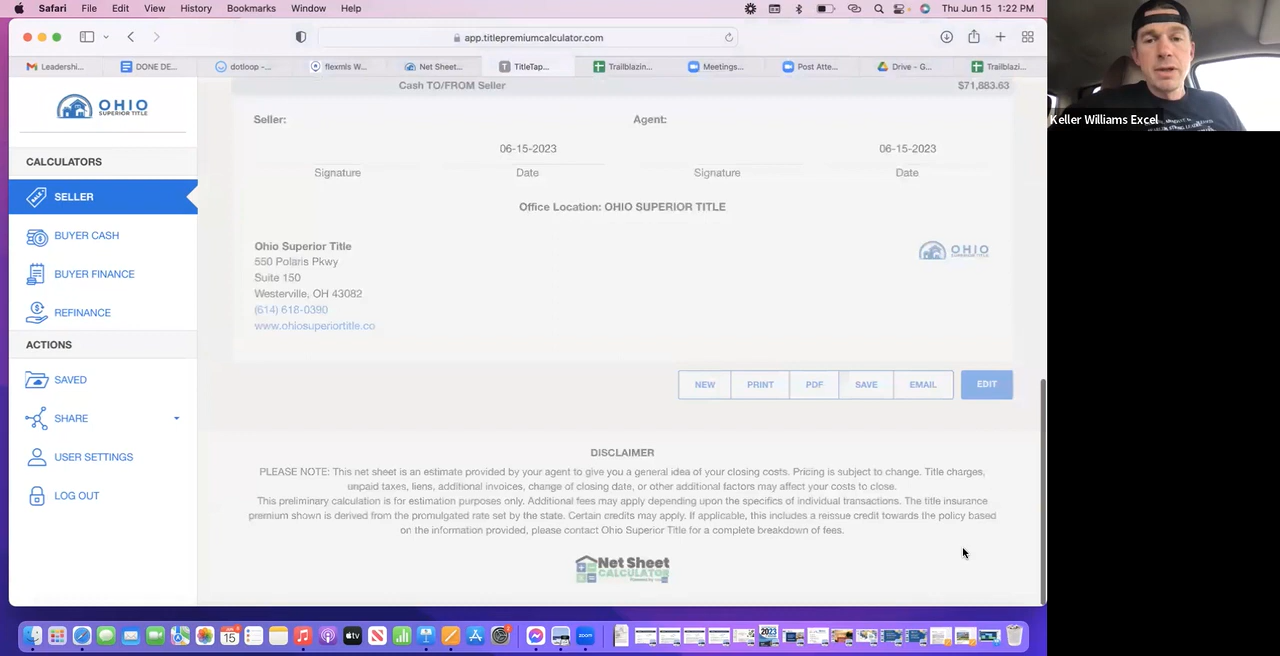 Safari File Edit View History Bookmarks Window Help Thu Jun 15 1:22 PM
app.titlepremiumcalculator.com
Leadershi... DONE DE... dotloop -... flexmls W... Net Sheet... TitleTap... Trailblazin... Meetings... Post Atte... Drive - G... Trailblazi...
Keller Williams Excel
OHIO
SUPERIOR TITLE
CALCULATORS
SELLER
BUYER CASH
BUYER FINANCE
REFINANCE
ACTIONS
SAVED
SHARE
USER SETTINGS
LOG OUT
Cash TO/FROM Seller $71,883.63
Seller: Agent:
06-15-2023 06-15-2023
Signature Date Signature Date
Office Location: OHIO SUPERIOR TITLE
Ohio Superior Title
550 Polaris Pkwy
Suite 150
Westerville, OH 43082
(614) 618-0390
www.ohiosuperiortitle.co
OHIO
SUPERIOR TITLE
NEW PRINT PDF SAVE EMAIL EDIT
DISCLAIMER
PLEASE NOTE: This net sheet is an estimate provided by your agent to give you a general idea of your closing costs. Pricing is subject to change. Title charges,
unpaid taxes, liens, additional invoices, change of closing date, or other additional factors may affect your costs to close.
This preliminary calculation is for estimation purposes only. Additional fees may apply depending upon the specifics of individual transactions. The title insurance
premium shown is derived from the promulgated rate set by the state. Certain credits may apply. If applicable, this includes a reissue credit towards the policy based
on the information provided, please contact Ohio Superior Title for a complete breakdown of fees.
Net Sheet
CALCULATOR
JUN
15
tv
2023
zoom